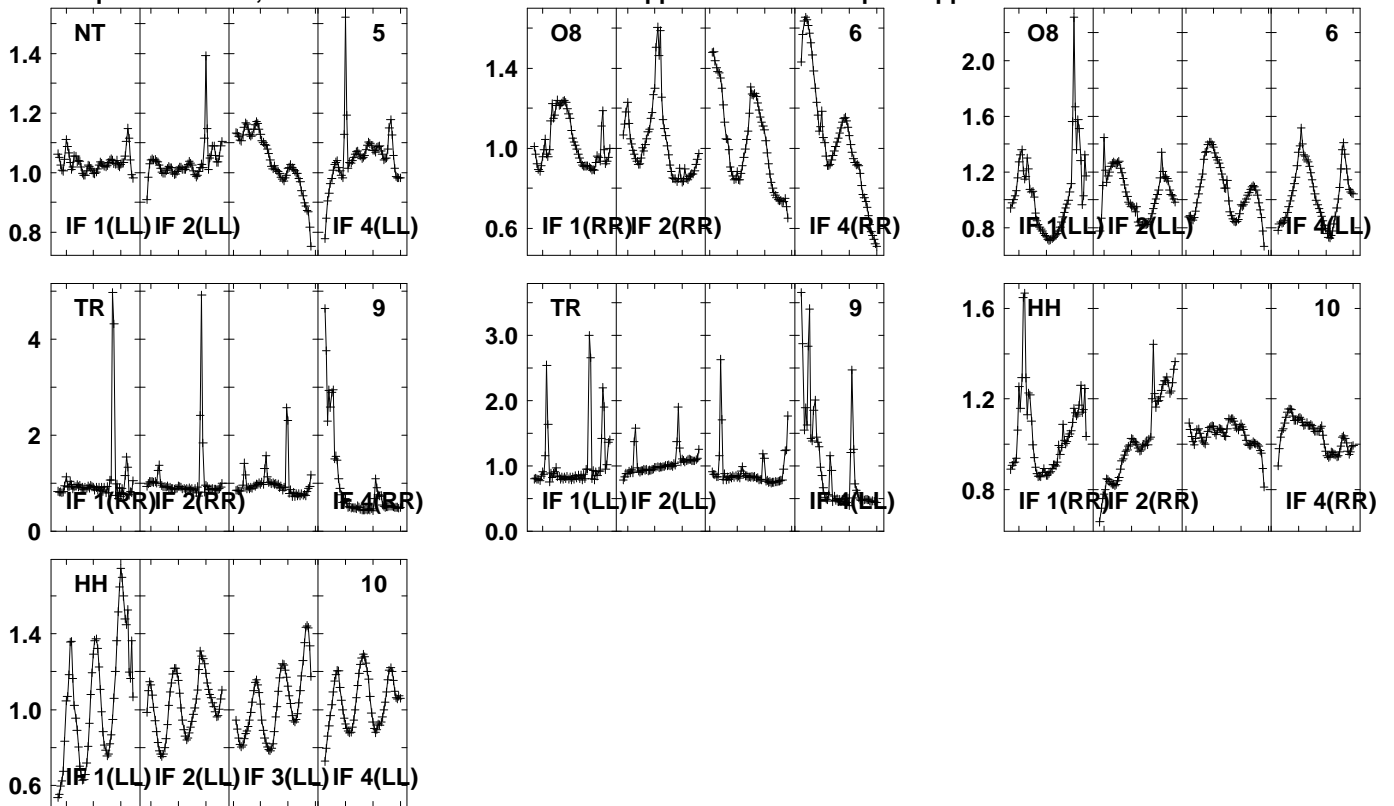 NT 5
1.4
1.2
1.0
0.8
IF 1(LL) IF 2(LL) IF 4(LL)
O8 6
1.4
1.0
0.6
IF 1(RR) IF 2(RR) IF 4(RR)
O8 6
2.0
1.6
1.2
0.8
IF 1(LL) IF 2(LL) IF 4(LL)
TR 9
4
2
0
IF 1(RR) IF 2(RR) IF 4(RR)
TR 9
3.0
2.0
1.0
0.0
IF 1(LL) IF 2(LL) IF 4(LL)
HH 10
1.6
1.2
0.8
IF 1(RR) IF 2(RR) IF 4(RR)
HH 10
1.4
1.0
0.6
IF 1(LL) IF 2(LL) IF 3(LL) IF 4(LL)